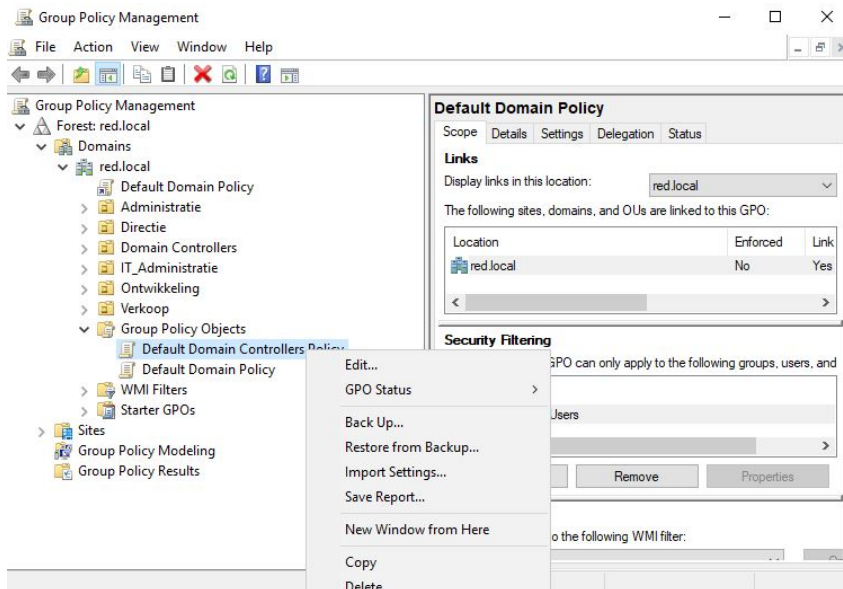 Group Policy Management
File Action View Window Help
Group Policy Management
Forest: red.local
Domains
red.local
Default Domain Policy
Administratie
Directie
Domain Controllers
IT_Administratie
Ontwikkeling
Verkoop
Group Policy Objects
Default Domain Controllers Policy
Default Domain Policy
WMI Filters
Starter GPOs
Sites
Group Policy Modeling
Group Policy Results
Default Domain Policy
Scope Details Settings Delegation Status
Links
Display links in this location: red.local
The following sites, domains, and OUs are linked to this GPO:
Location Enforced Link
red.local No Yes
Security Filtering
GPO can only apply to the following groups, users, and
Users
Remove Properties
o the following WMI filter:
Edit...
GPO Status
Back Up...
Restore from Backup...
Import Settings...
Save Report...
New Window from Here
Copy
Delete